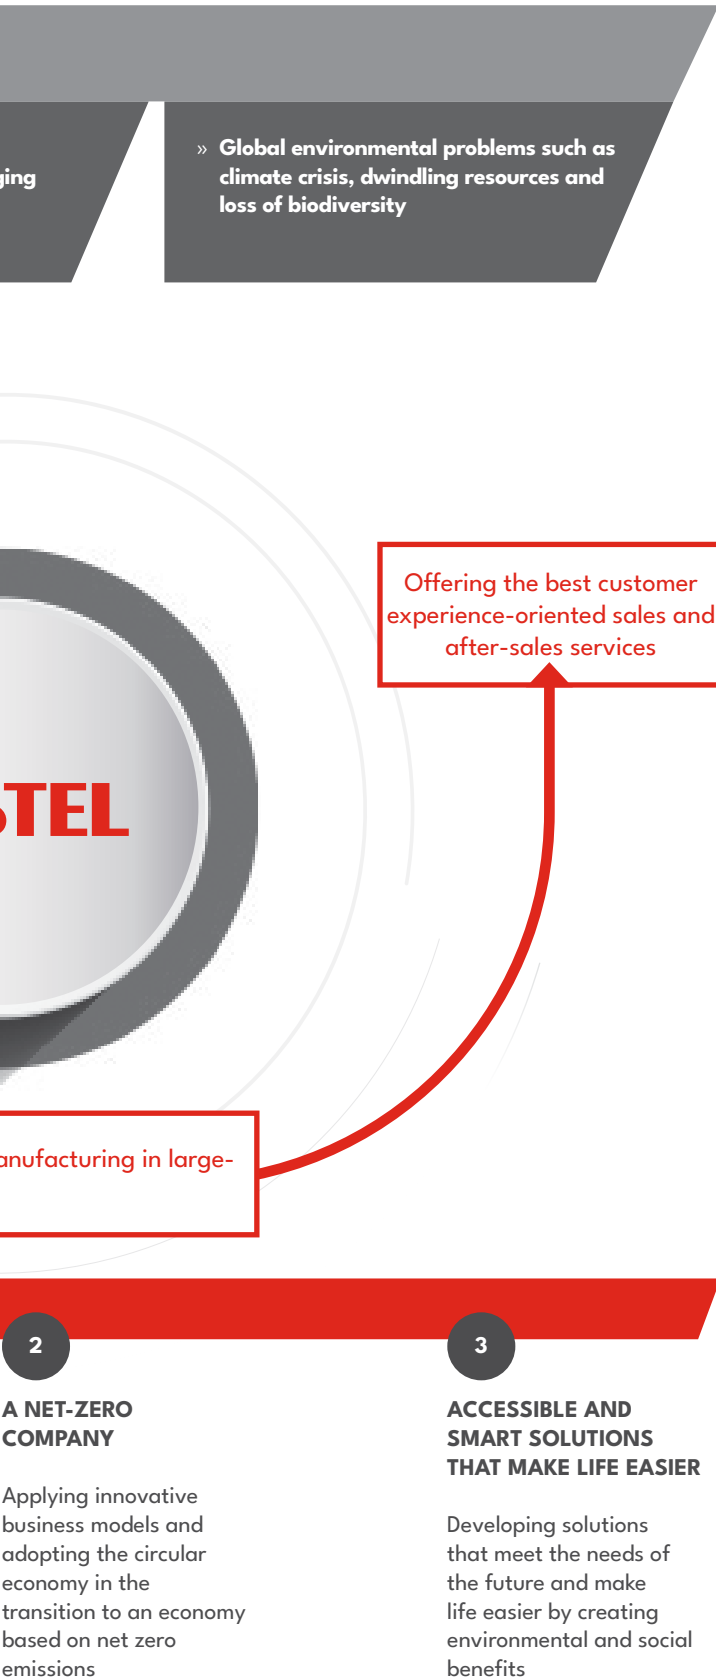 » Global environmental problems such as
climate crisis, dwindling resources and
loss of biodiversity
Offering the best customer
experience-oriented sales and
after-sales services
TEL
in large-
2
A NET-ZERO
COMPANY
Applying innovative
business models and
adopting the circular
economy in the
transition to an economy
based on net zero
emissions
3
ACCESSIBLE AND
SMART SOLUTIONS
THAT MAKE LIFE EASIER
Developing solutions
that meet the needs of
the future and make
life easier by creating
environmental and social
benefits